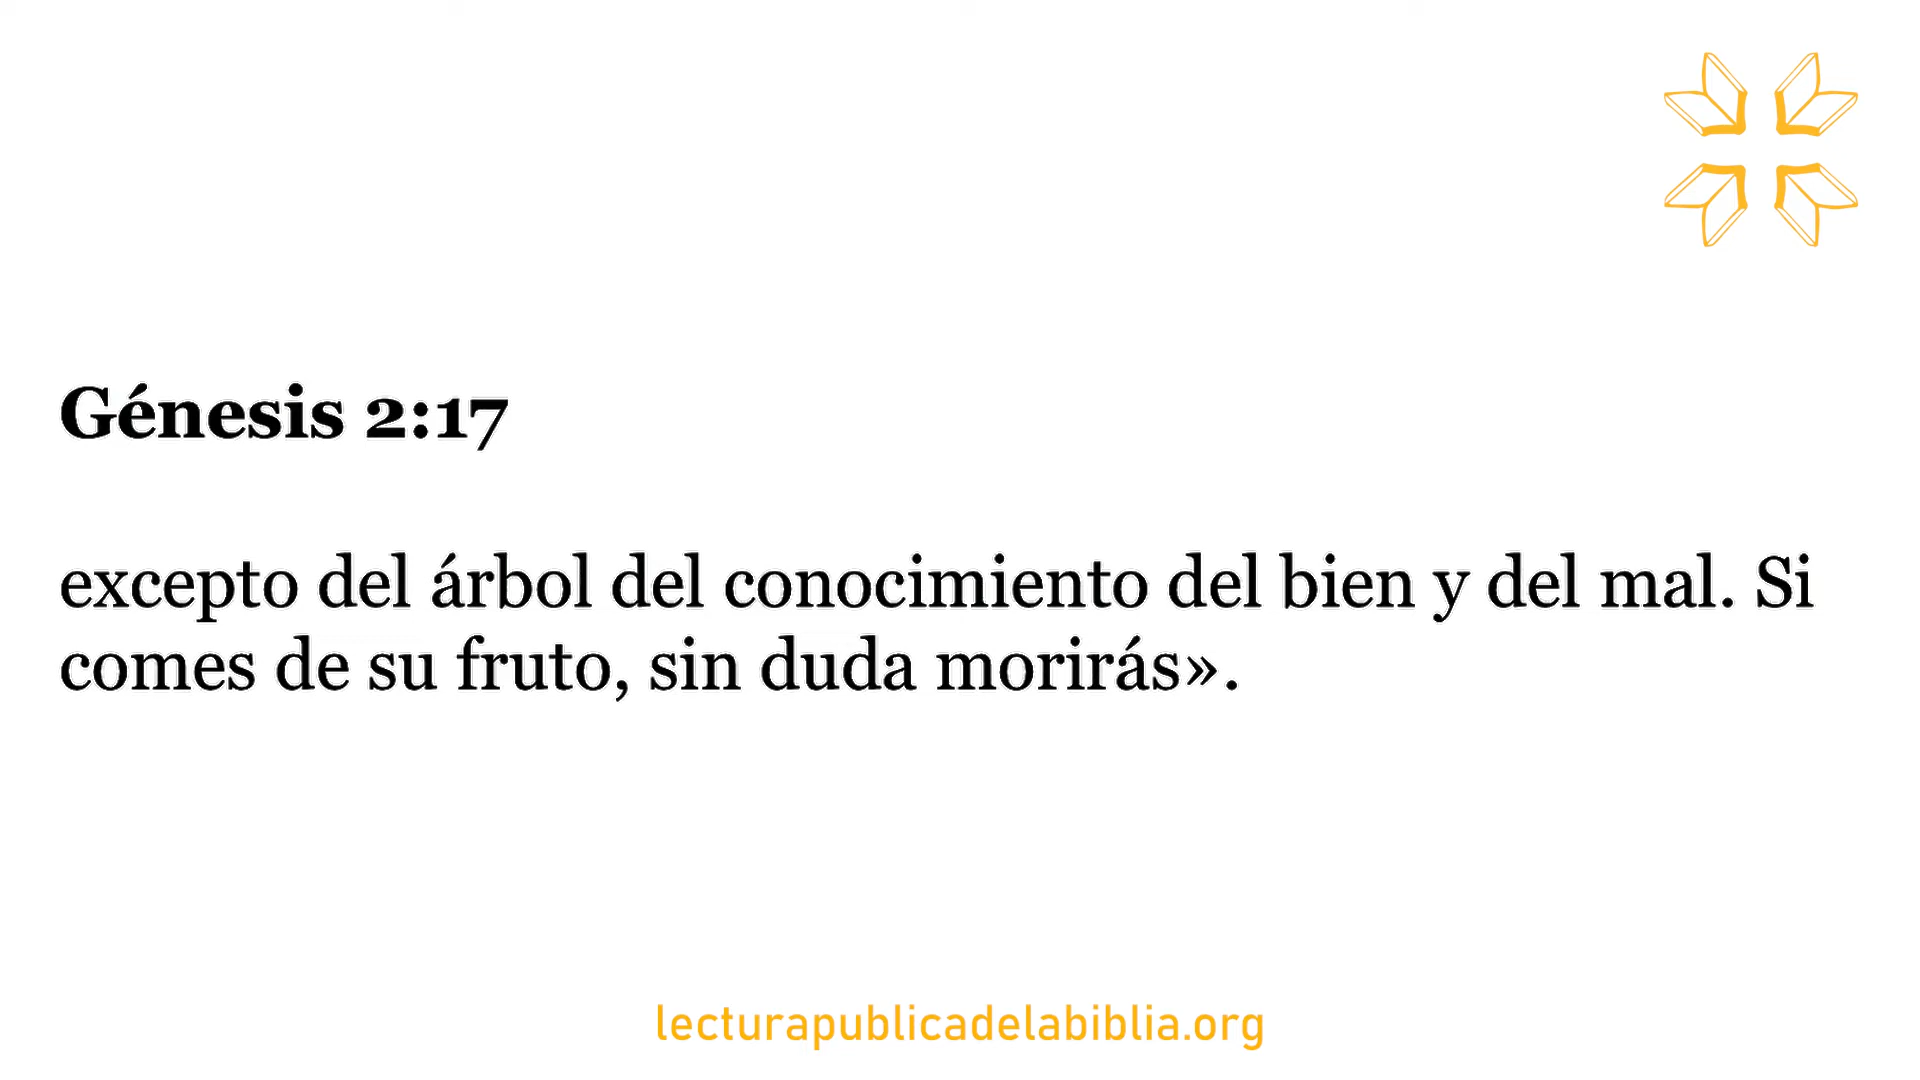 Génesis 2:17
excepto del árbol del conocimiento del bien y del mal. Si
comes de su fruto, sin duda morirás».
lecturapublicadelabiblia.org